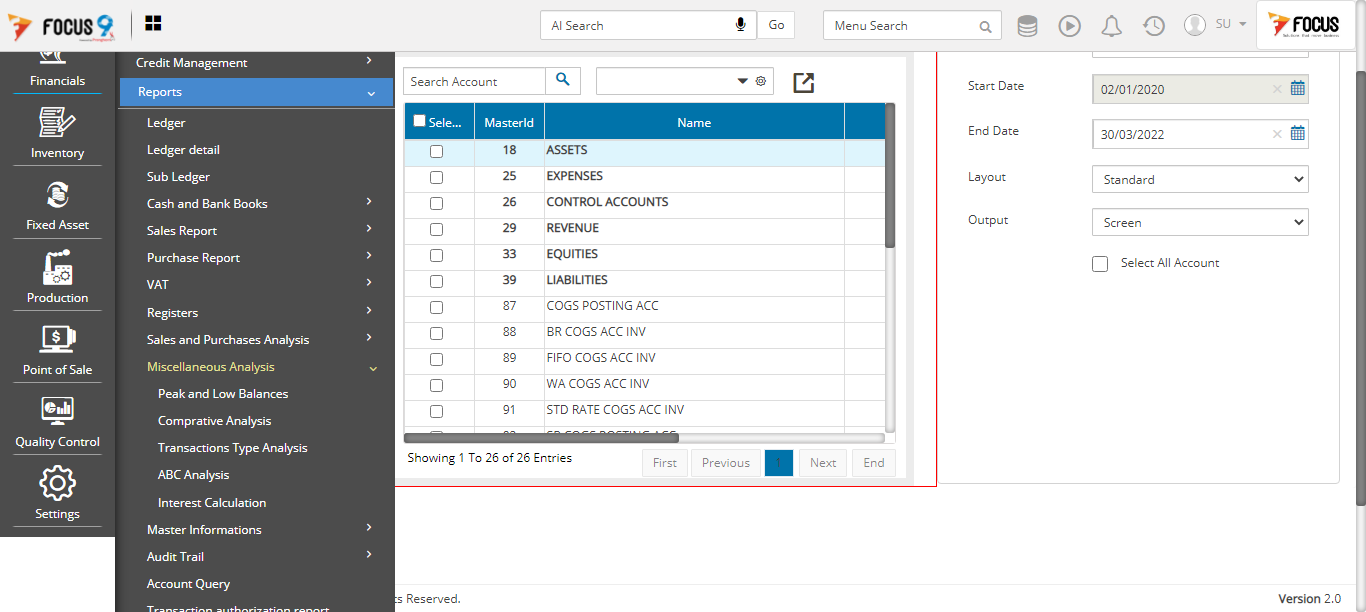 FOCUS 9
AI Search
Go
Menu Search
SU
FOCUS
Financials
Inventory
Fixed Asset
Production
Point of Sale
Quality Control
Settings
Credit Management
Reports
Ledger
Ledger detail
Sub Ledger
Cash and Bank Books
Sales Report
Purchase Report
VAT
Registers
Sales and Purchases Analysis
Miscellaneous Analysis
Peak and Low Balances
Comprative Analysis
Transactions Type Analysis
ABC Analysis
Interest Calculation
Master Informations
Audit Trail
Account Query
Transaction authorization report
Search Account
Sele... MasterId Name
18 ASSETS
25 EXPENSES
26 CONTROL ACCOUNTS
29 REVENUE
33 EQUITIES
39 LIABILITIES
87 COGS POSTING ACC
88 BR COGS ACC INV
89 FIFO COGS ACC INV
90 WA COGS ACC INV
91 STD RATE COGS ACC INV
Showing 1 To 26 of 26 Entries
First Previous 1 Next End
Start Date 02/01/2020
End Date 30/03/2022
Layout Standard
Output Screen
Select All Account
ts Reserved.
Version 2.0